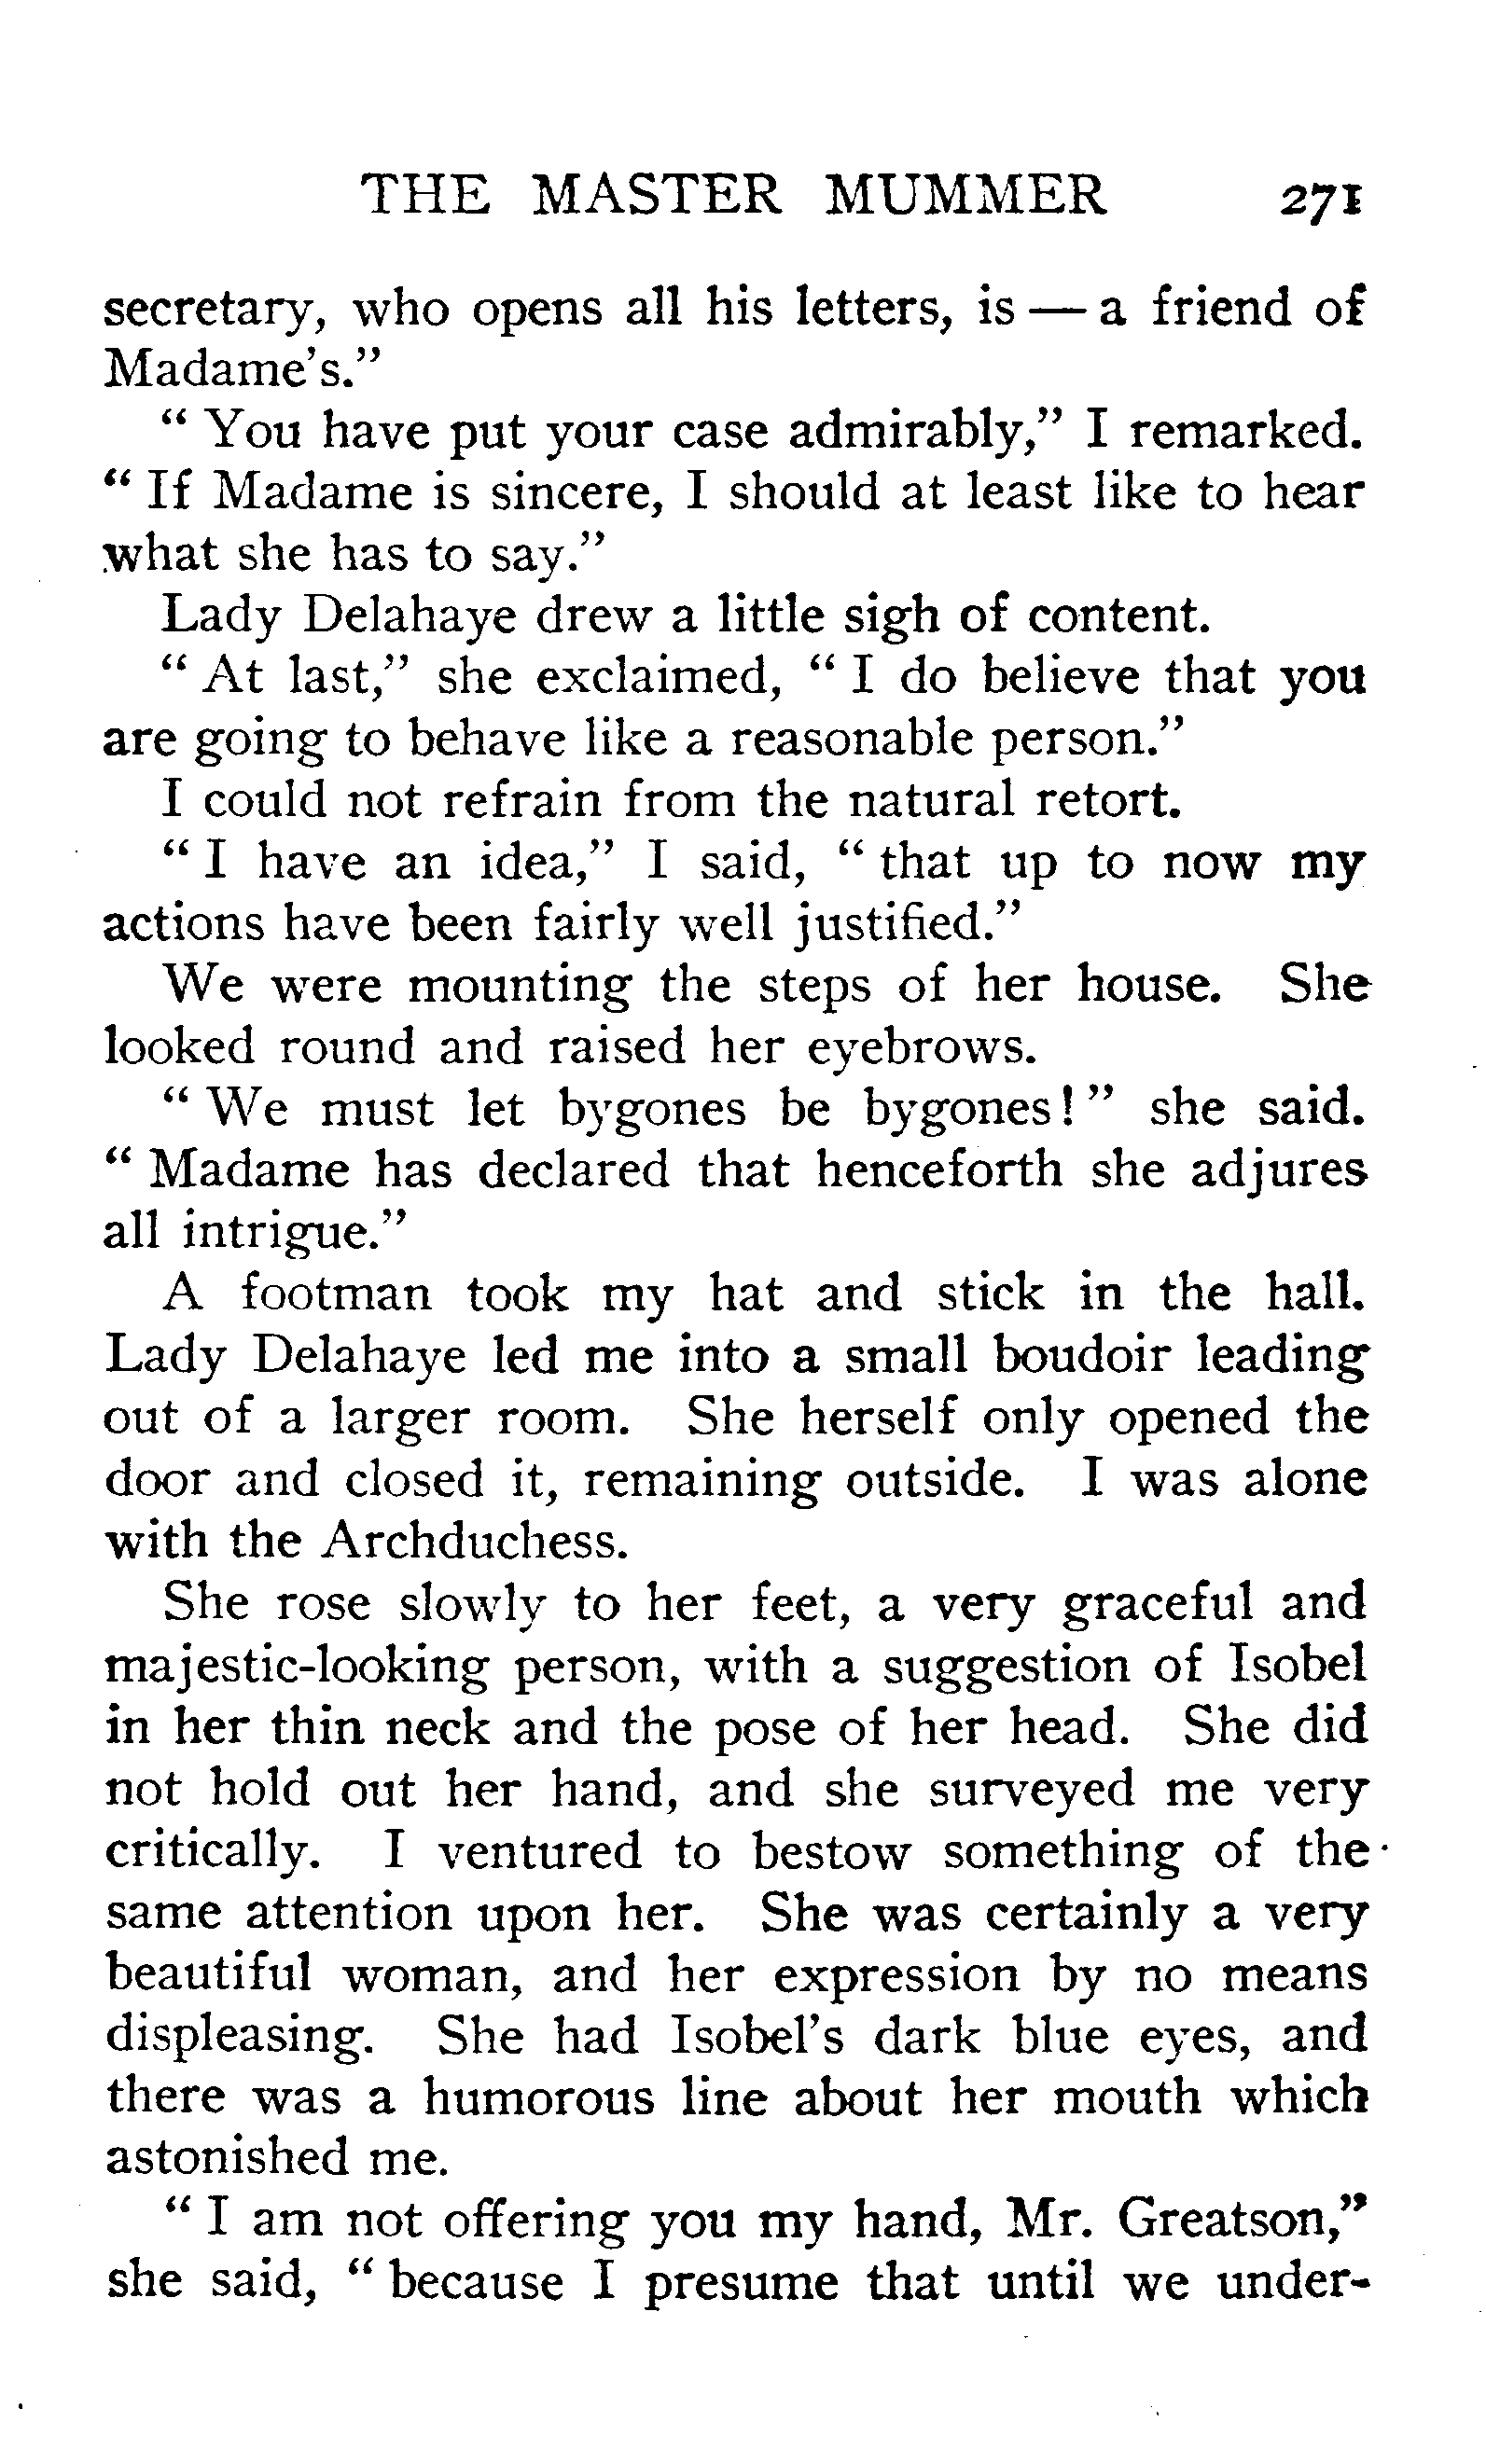 THE MASTER MUMMER 271
secretary, who opens all his letters, is — a friend of
Madame's."
" You have put your case admirably," I remarked.
" If Madame is sincere, I should at least like to hear
what she has to say."
Lady Delahaye drew a little sigh of content.
" At last," she exclaimed, " I do believe that you
are going to behave like a reasonable person."
I could not refrain from the natural retort.
" I have an idea," I said, " that up to now my
actions have been fairly well justified."
We were mounting the steps of her house. She
looked round and raised her eyebrows.
" We must let bygones be bygones! " she said.
" Madame has declared that henceforth she adjures
all intrigue."
A footman took my hat and stick in the hall.
Lady Delahaye led me into a small boudoir leading
out of a larger room. She herself only opened the
door and closed it, remaining outside. I was alone
with the Archduchess.
She rose slowly to her feet, a very graceful and
majestic-looking person, with a suggestion of Isobel
in her thin neck and the pose of her head. She did
not hold out her hand, and she surveyed me very
critically. I ventured to bestow something of the
same attention upon her. She was certainly a very
beautiful woman, and her expression by no means
displeasing. She had Isobel's dark blue eyes, and
there was a humorous line about her mouth which
astonished me.
" I am not offering you my hand, Mr. Greatson,"
she said, " because I presume that until we under-